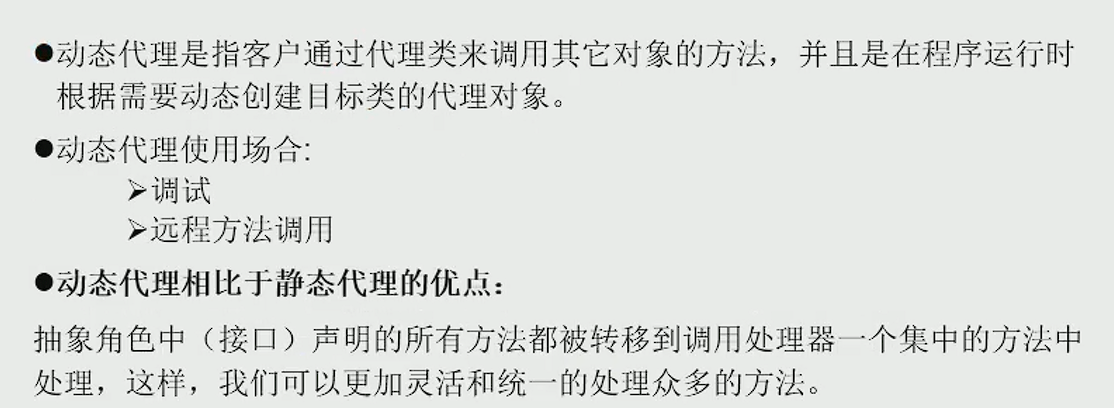 ●动态代理是指客户通过代理类来调用其它对象的方法，并且是在程序运行时
根据需要动态创建目标类的代理对象。
●动态代理使用场合:
➢调试
➢远程方法调用
●动态代理相比于静态代理的优点：
抽象角色中（接口）声明的所有方法都被转移到调用处理器一个集中的方法中
处理，这样，我们可以更加灵活和统一的处理众多的方法。